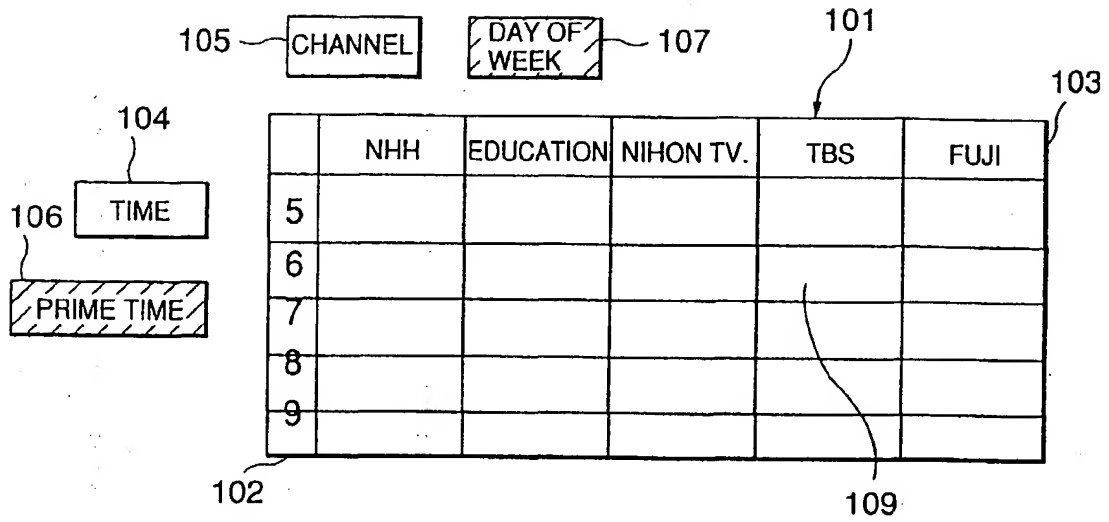 105 CHANNEL DAY OF WEEK 107 101
103
104
NHH EDUCATION NIHON TV. TBS FUJI
TIME
106
5
6
PRIME TIME
7
8
9
102
109